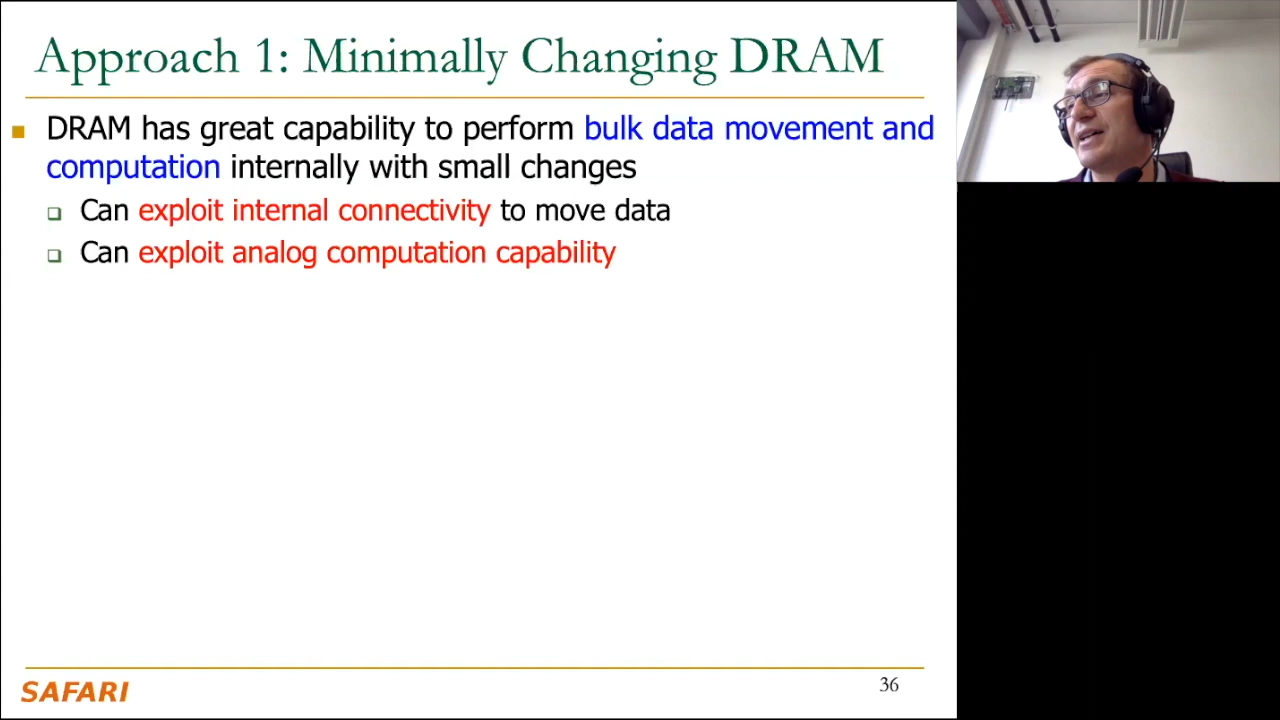 Approach 1: Minimally Changing DRAM
DRAM has great capability to perform bulk data movement and
computation internally with small changes
Can exploit internal connectivity to move data
Can exploit analog computation capability
SAFARI
36